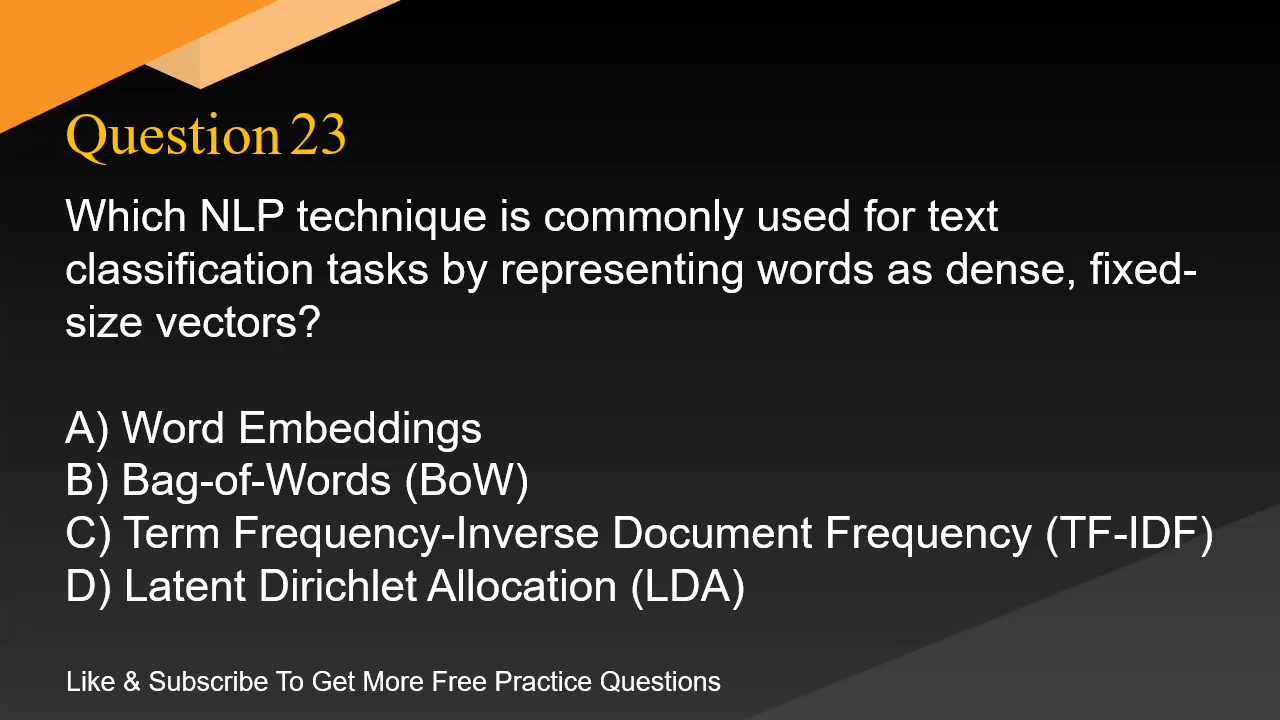 Question 23
Which NLP technique is commonly used for text
classification tasks by representing words as dense, fixed-
size vectors?
A) Word Embeddings
B) Bag-of-Words (BoW)
C) Term Frequency-Inverse Document Frequency (TF-IDF)
D) Latent Dirichlet Allocation (LDA)
Like & Subscribe To Get More Free Practice Questions